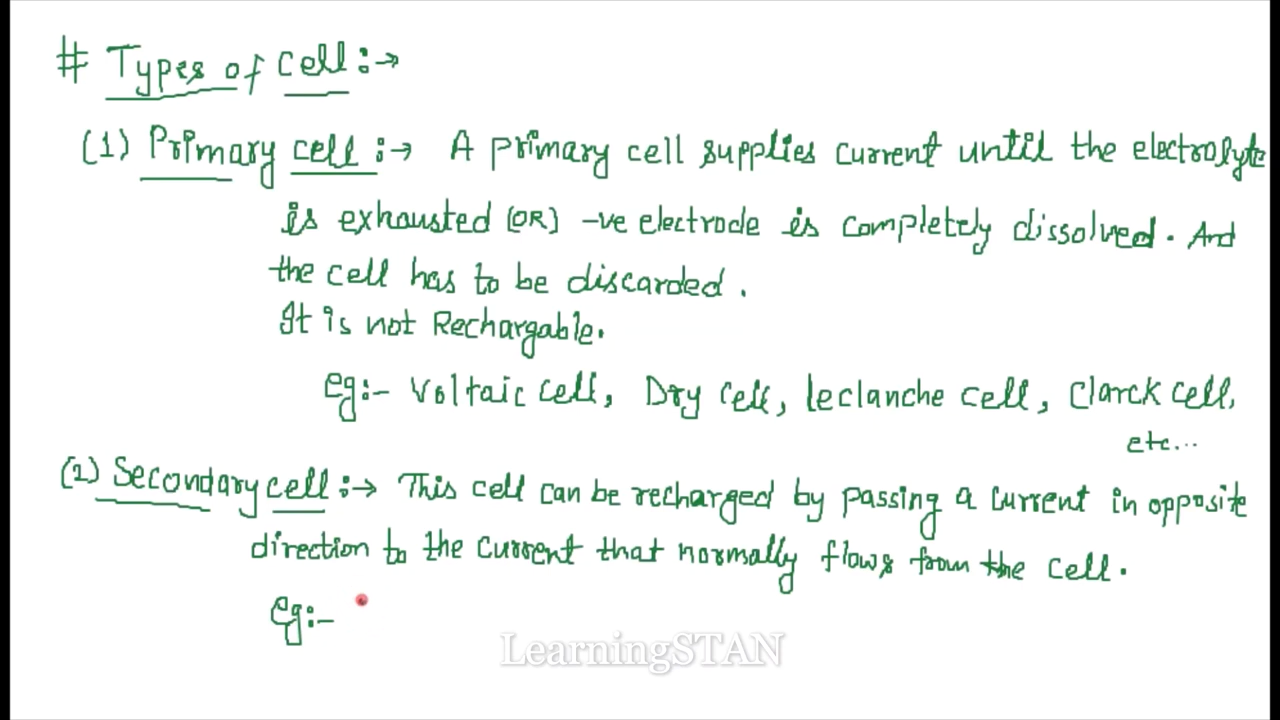 # Types of cell:→
(1) Primary cell :→ A primary cell supplies current until the electrolyte
is exhausted (OR) -ve electrode is completely dissolved. And
the cell has to be discarded.
It is not Rechargable.
eg:- Voltaic cell, Dry cell, Leclanche cell, Clarck cell,
etc...
(2) Secondary cell:→ This cell can be recharged by passing a current in opposite
direction to the current that normally flows from the cell.
eg:-
LearningSTAN